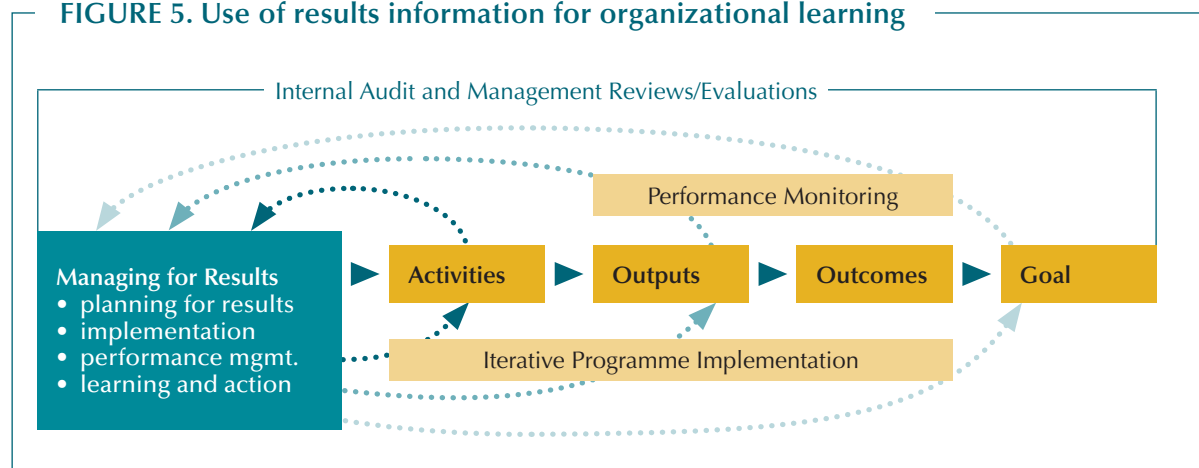 FIGURE 5. Use of results information for organizational learning
Internal Audit and Management Reviews/Evaluations
Performance Monitoring
Managing for Results
• planning for results
• implementation
• performance mgmt.
• learning and action
Activities
Outputs
Outcomes
Goal
Iterative Programme Implementation